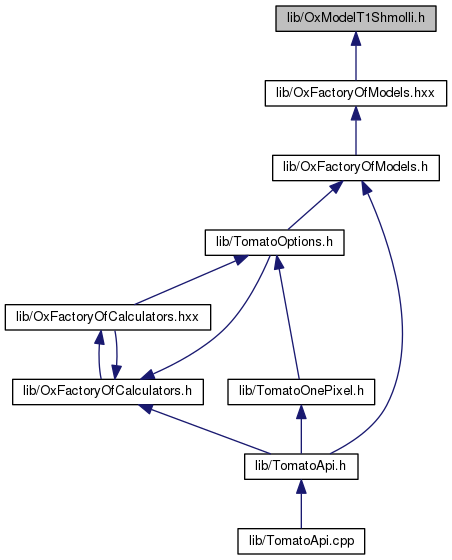 lib/OxModelT1Shmolli.h
lib/OxFactoryOfModels.hxx
lib/OxFactoryOfModels.h
lib/TomatoOptions.h
lib/OxFactoryOfCalculators.hxx
lib/OxFactoryOfCalculators.h
lib/TomatoOnePixel.h
lib/TomatoApi.h
lib/TomatoApi.cpp